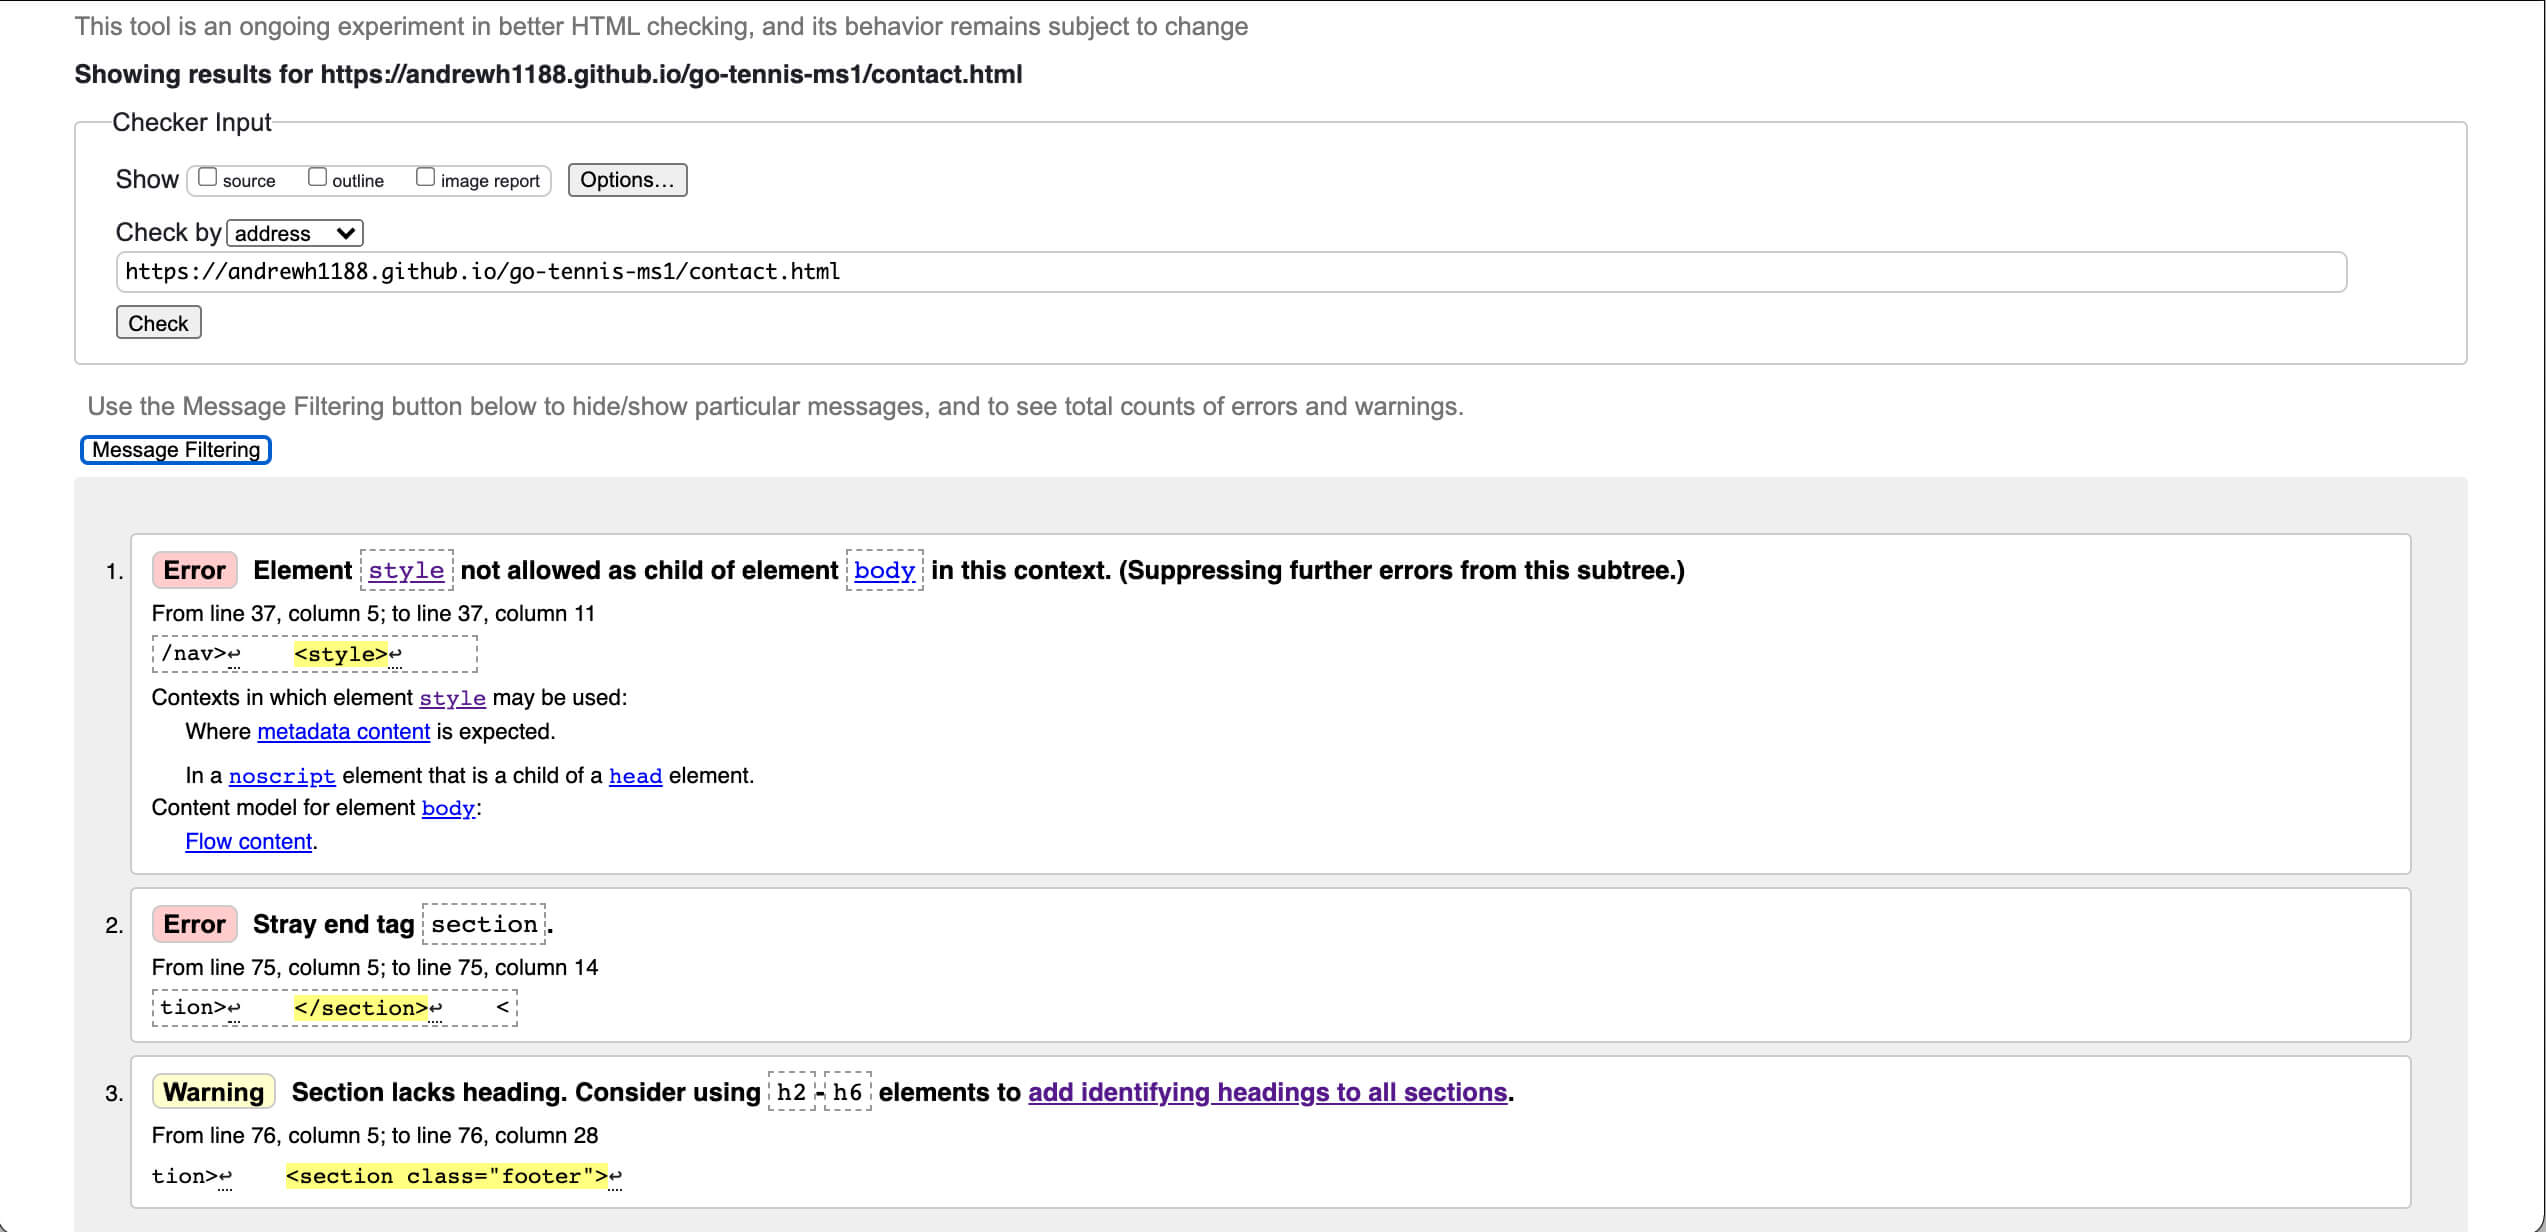 This tool is an ongoing experiment in better HTML checking, and its behavior remains subject to change
Showing results for https://andrewh1188.github.io/go-tennis-ms1/contact.html
Checker Input
Show source outline image report Options...
Check by address
https://andrewh1188.github.io/go-tennis-ms1/contact.html
Check
Use the Message Filtering button below to hide/show particular messages, and to see total counts of errors and warnings.
Message Filtering
1. Error Element style not allowed as child of element body in this context. (Suppressing further errors from this subtree.)
From line 37, column 5; to line 37, column 11
/nav>↩ <style>↩
Contexts in which element style may be used:
Where metadata content is expected.
In a noscript element that is a child of a head element.
Content model for element body:
Flow content.
2. Error Stray end tag section.
From line 75, column 5; to line 75, column 14
tion>↩ </section>↩ <
3. Warning Section lacks heading. Consider using h2-h6 elements to add identifying headings to all sections.
From line 76, column 5; to line 76, column 28
tion>↩ <section class="footer">↩